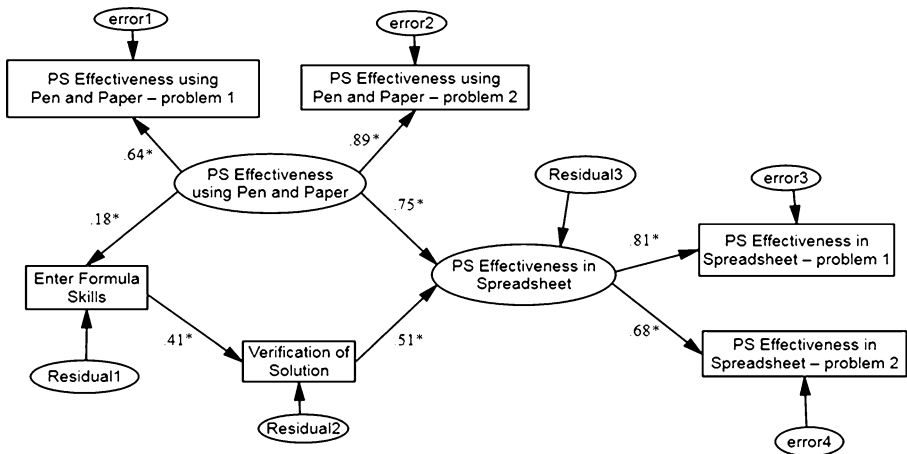 error1
error2
PS Effectiveness using
Pen and Paper – problem 1
PS Effectiveness using
Pen and Paper – problem 2
.64*
.89*
PS Effectiveness
using Pen and Paper
Residual3
error3
.18*
.75*
.81*
PS Effectiveness in
Spreadsheet – problem 1
Enter Formula
Skills
PS Effectiveness in
Spreadsheet
.41*
.51*
.68*
Verification of
Solution
PS Effectiveness in
Spreadsheet – problem 2
Residual1
Residual2
error4